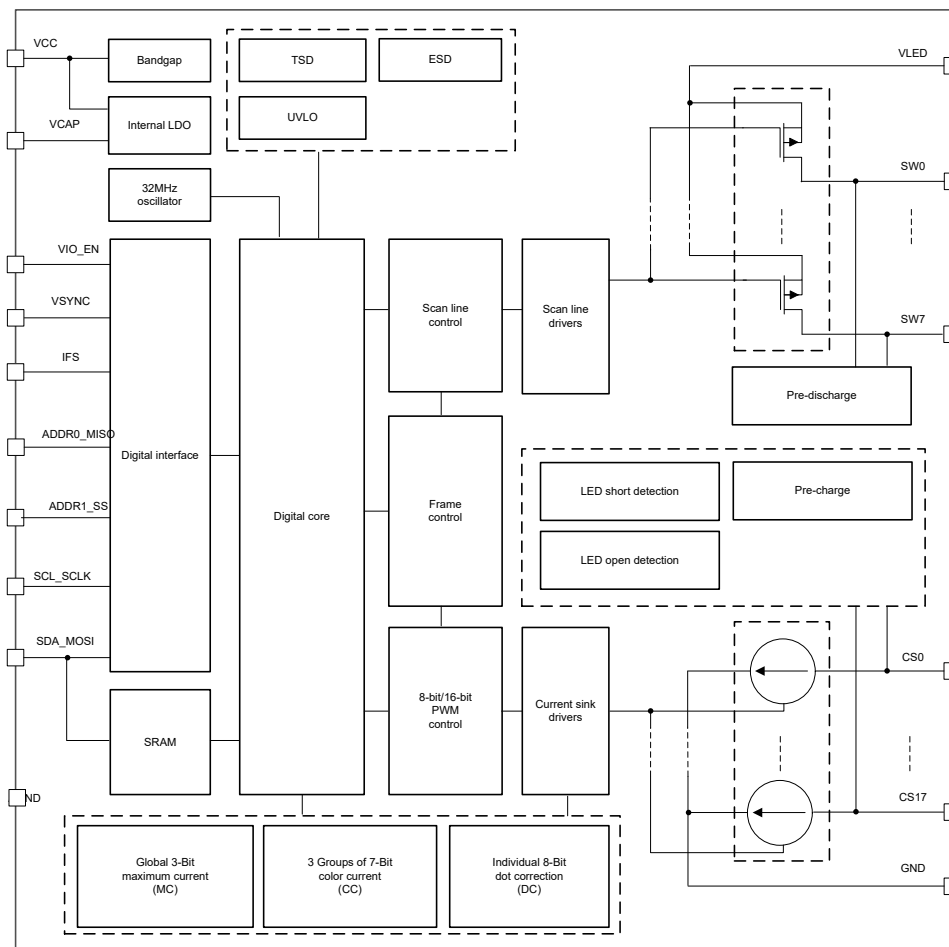 VCC
Bandgap
TSD
ESD
VLED
VCAP
Internal LDO
UVLO
SW0
32MHz
oscillator
VIO_EN
VSYNC
Scan line
control
Scan line
drivers
SW7
IFS
Pre-discharge
ADDR0_MISO
Digital interface
LED short detection
Pre-charge
ADDR1_SS
Digital core
Frame
control
LED open detection
SCL_SCLK
SDA_MOSI
CS0
8-bit/16-bit
PWM
control
Current sink
drivers
SRAM
ND
CS17
Global 3-Bit
maximum current
(MC)
3 Groups of 7-Bit
color current
(CC)
Individual 8-Bit
dot correction
(DC)
GND